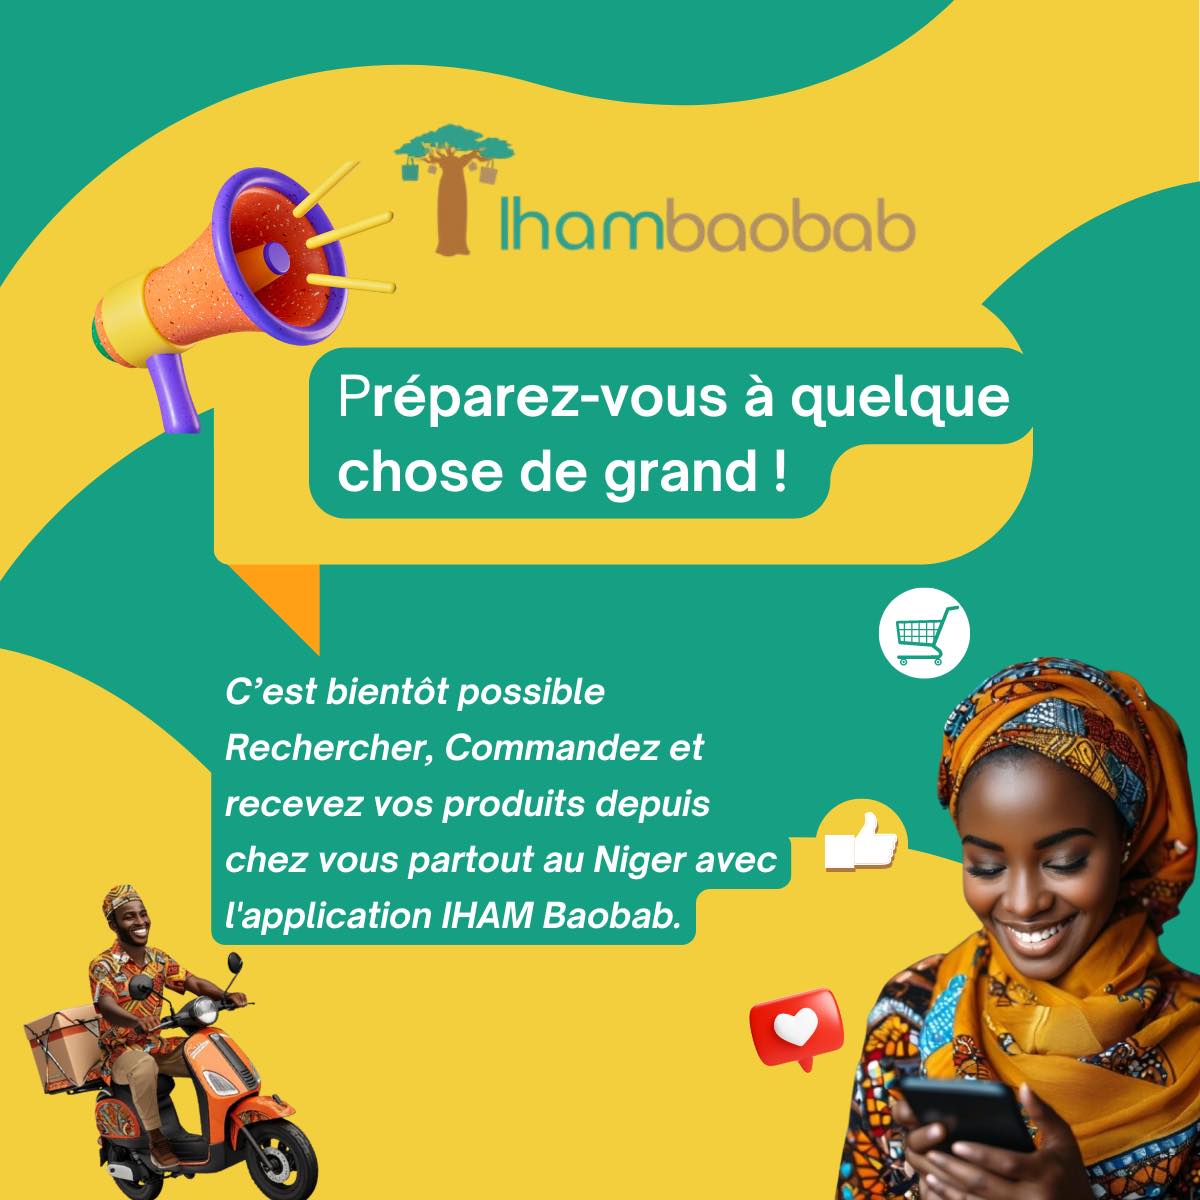 Ihambaobab
Préparez-vous à quelque
chose de grand !
C’est bientôt possible
Rechercher, Commandez et
recevez vos produits depuis
chez vous partout au Niger avec
l'application IHAM Baobab.